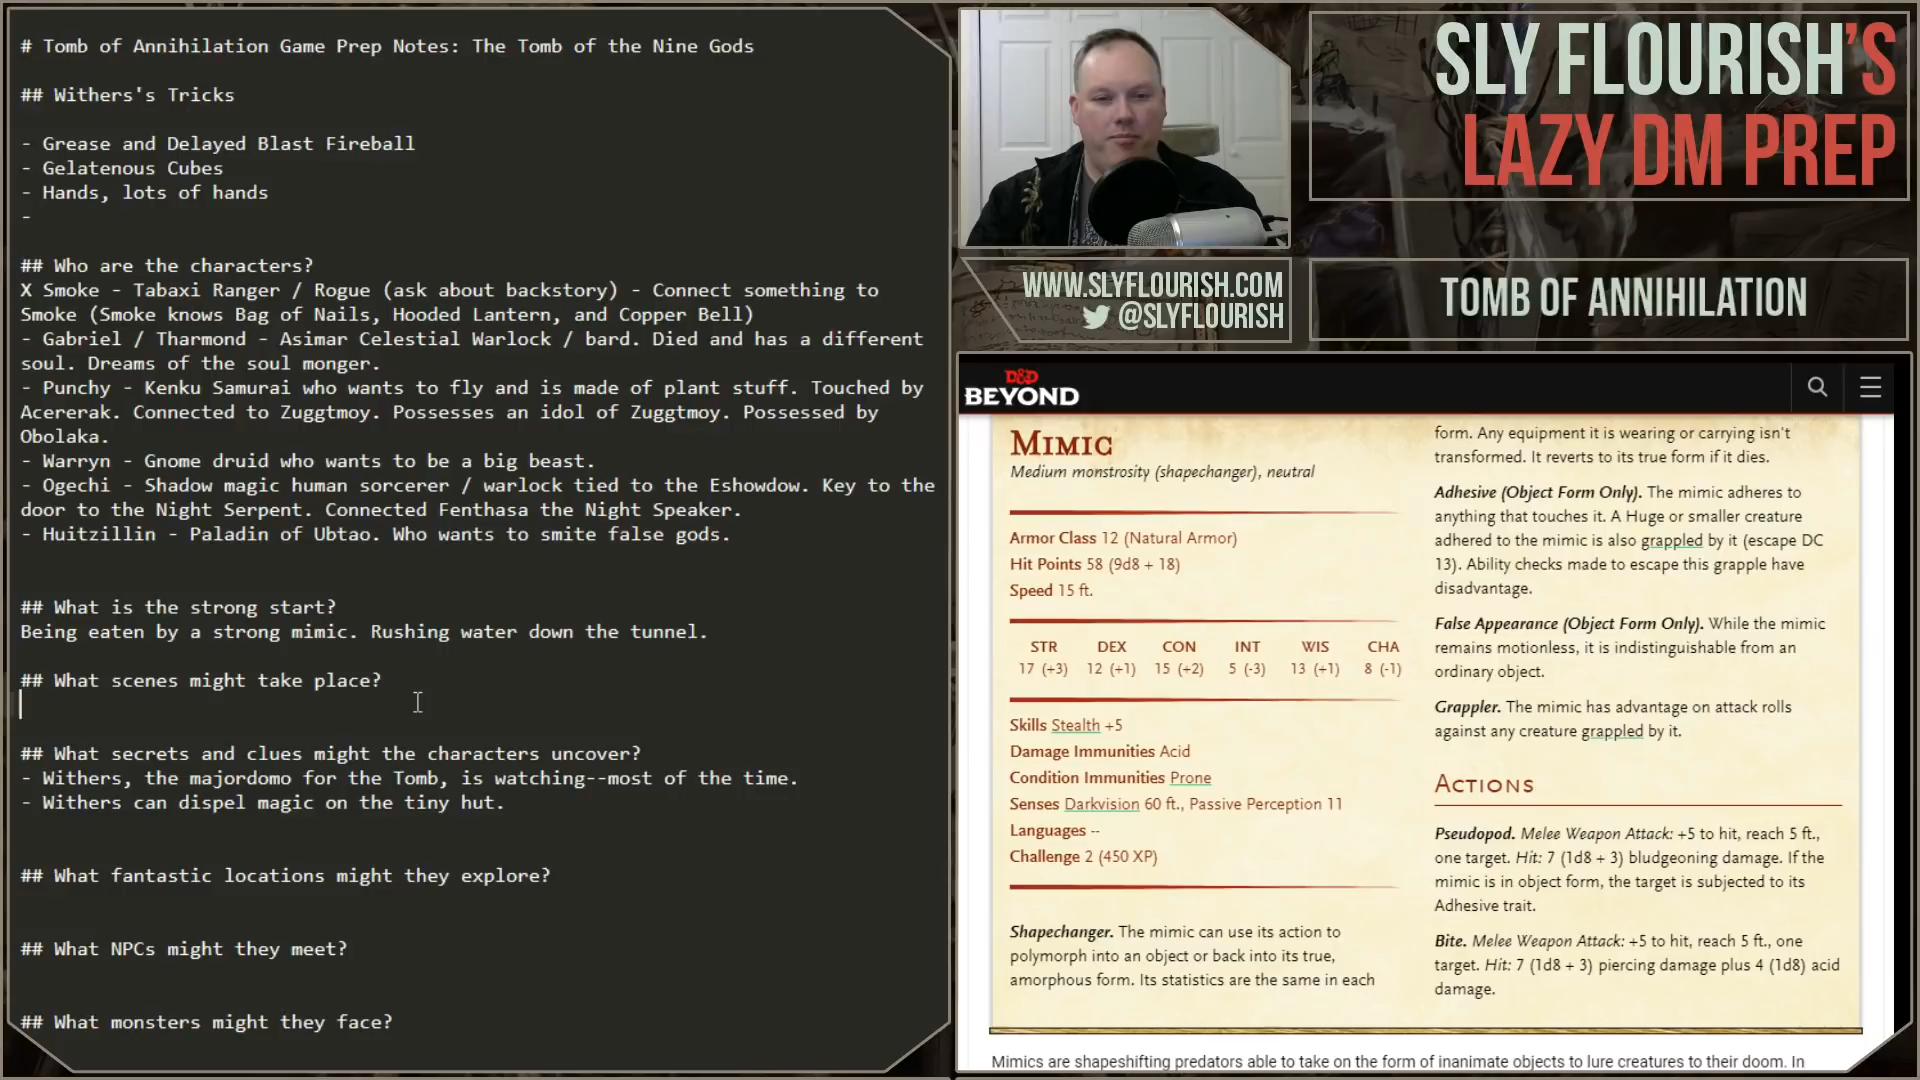 # Tomb of Annihilation Game Prep Notes: The Tomb of the Nine Gods
## Withers's Tricks
- Grease and Delayed Blast Fireball
- Gelatenous Cubes
- Hands, lots of hands
-
## Who are the characters?
X Smoke - Tabaxi Ranger / Rogue (ask about backstory) - Connect something to
Smoke (Smoke knows Bag of Nails, Hooded Lantern, and Copper Bell)
- Gabriel / Tharmond - Asimar Celestial Warlock / bard. Died and has a different
soul. Dreams of the soul monger.
- Punchy - Kenku Samurai who wants to fly and is made of plant stuff. Touched by
Acererak. Connected to Zuggtmoy. Possesses an idol of Zuggtmoy. Possessed by
Obolaka.
- Warryn - Gnome druid who wants to be a big beast.
- Ogechi - Shadow magic human sorcerer / warlock tied to the Eshowdow. Key to the
door to the Night Serpent. Connected Fenthasa the Night Speaker.
- Huitzillin - Paladin of Ubtao. Who wants to smite false gods.
## What is the strong start?
Being eaten by a strong mimic. Rushing water down the tunnel.
## What scenes might take place?
## What secrets and clues might the characters uncover?
- Withers, the majordomo for the Tomb, is watching--most of the time.
- Withers can dispel magic on the tiny hut.
## What fantastic locations might they explore?
## What NPCs might they meet?
## What monsters might they face?
SLY FLOURISH'S
LAZY DM PREP
WWW.SLYFLOURISH.COM
@SLYFLOURISH
TOMB OF ANNIHILATION
D&D
BEYOND
MIMIC
Medium monstrosity (shapechanger), neutral
Armor Class 12 (Natural Armor)
Hit Points 58 (9d8 + 18)
Speed 15 ft.
STR DEX CON INT WIS CHA
17 (+3) 12 (+1) 15 (+2) 5 (-3) 13 (+1) 8 (-1)
Skills Stealth +5
Damage Immunities Acid
Condition Immunities Prone
Senses Darkvision 60 ft., Passive Perception 11
Languages --
Challenge 2 (450 XP)
Shapechanger. The mimic can use its action to
polymorph into an object or back into its true,
amorphous form. Its statistics are the same in each
form. Any equipment it is wearing or carrying isn't
transformed. It reverts to its true form if it dies.
Adhesive (Object Form Only). The mimic adheres to
anything that touches it. A Huge or smaller creature
adhered to the mimic is also grappled by it (escape DC
13). Ability checks made to escape this grapple have
disadvantage.
False Appearance (Object Form Only). While the mimic
remains motionless, it is indistinguishable from an
ordinary object.
Grappler. The mimic has advantage on attack rolls
against any creature grappled by it.
ACTIONS
Pseudopod. Melee Weapon Attack: +5 to hit, reach 5 ft.,
one target. Hit: 7 (1d8 + 3) bludgeoning damage. If the
mimic is in object form, the target is subjected to its
Adhesive trait.
Bite. Melee Weapon Attack: +5 to hit, reach 5 ft., one
target. Hit: 7 (1d8 + 3) piercing damage plus 4 (1d8) acid
damage.
Mimics are shapeshifting predators able to take on the form of inanimate objects to lure creatures to their doom. In